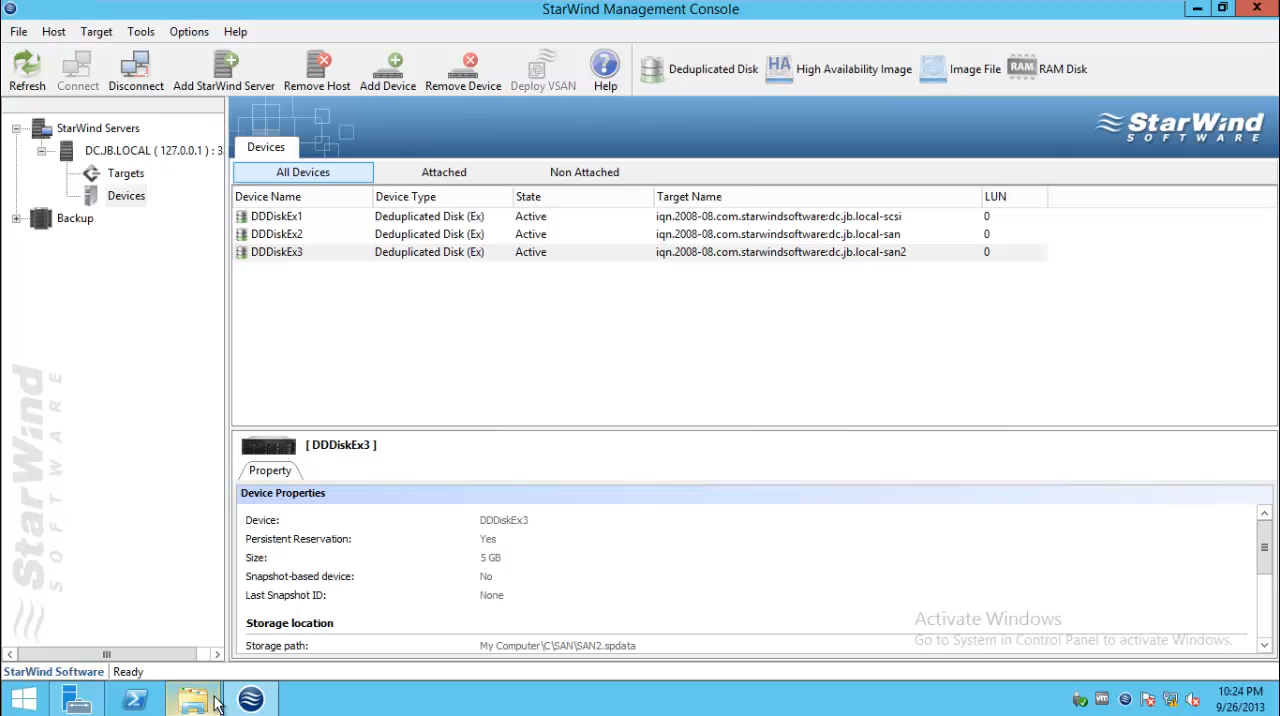 StarWind Management Console
File Host Target Tools Options Help
Refresh Connect Disconnect Add StarWind Server Remove Host Add Device Remove Device Deploy VSAN Help Deduplicated Disk HA High Availability Image Image File RAM RAM Disk
StarWind Servers
DC.JB.LOCAL ( 127.0.0.1 ) : 3
Targets
Devices
Backup
StarWind
SOFTWARE
Devices
All Devices Attached Non Attached
Device Name Device Type State Target Name LUN
DDDiskEx1 Deduplicated Disk (Ex) Active iqn.2008-08.com.starwindsoftware:dc.jb.local-scsi 0
DDDiskEx2 Deduplicated Disk (Ex) Active iqn.2008-08.com.starwindsoftware:dc.jb.local-san 0
DDDiskEx3 Deduplicated Disk (Ex) Active iqn.2008-08.com.starwindsoftware:dc.jb.local-san2 0
StarWind
SOFTWARE
[ DDDiskEx3 ]
Property
Device Properties
Device: DDDiskEx3
Persistent Reservation: Yes
Size: 5 GB
Snapshot-based device: No
Last Snapshot ID: None
Storage location
Storage path: My Computer\C\SAN\SAN2.spdata
Activate Windows
Go to System in Control Panel to activate Windows.
StarWind Software Ready
10:24 PM
9/26/2013